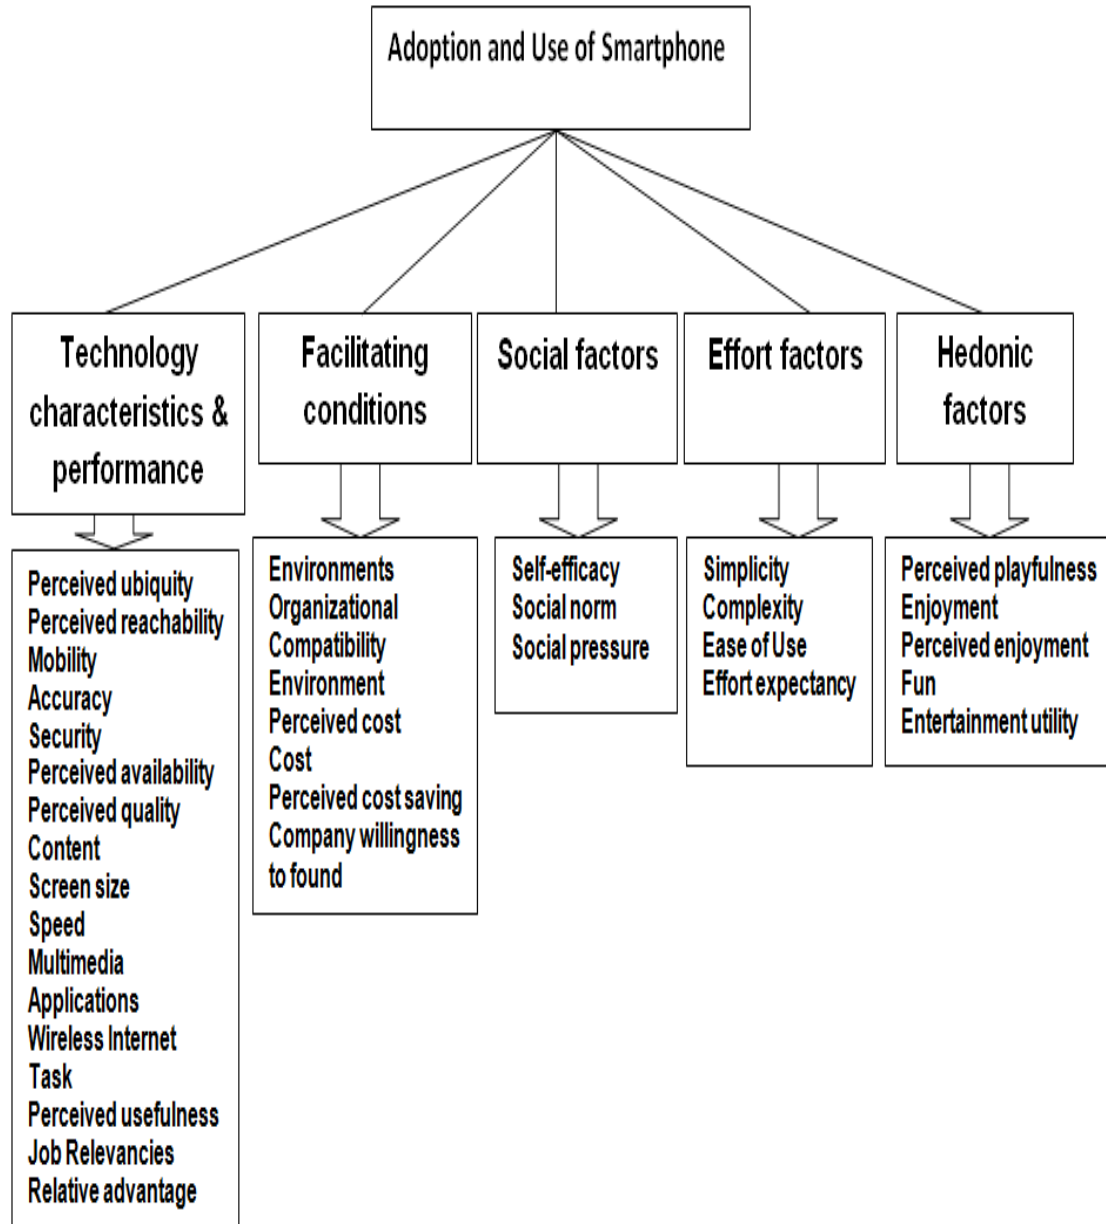 Adoption and Use of Smartphone
Technology
characteristics &
performance
Facilitating
conditions
Social factors
Effort factors
Hedonic
factors
Perceived ubiquity
Perceived reachability
Mobility
Accuracy
Security
Perceived availability
Perceived quality
Content
Screen size
Speed
Multimedia
Applications
Wireless Internet
Task
Perceived usefulness
Job Relevancies
Relative advantage
Environments
Organizational
Compatibility
Environment
Perceived cost
Cost
Perceived cost saving
Company willingness
to found
Self-efficacy
Social norm
Social pressure
Simplicity
Complexity
Ease of Use
Effort expectancy
Perceived playfulness
Enjoyment
Perceived enjoyment
Fun
Entertainment utility